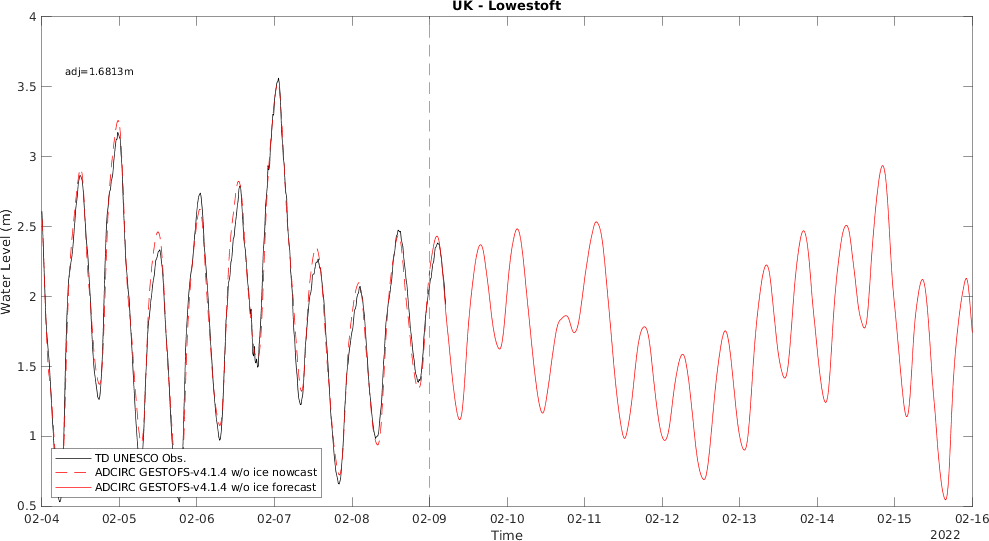 UK - Lowestoft
adj=1.6813m
Water Level (m)
4
3.5
3
2.5
2
1.5
1
0.5
TD UNESCO Obs.
ADCIRC GESTOFS-v4.1.4 w/o ice nowcast
ADCIRC GESTOFS-v4.1.4 w/o ice forecast
02-04 02-05 02-06 02-07 02-08 02-09 02-10 02-11 02-12 02-13 02-14 02-15 02-16
Time
2022